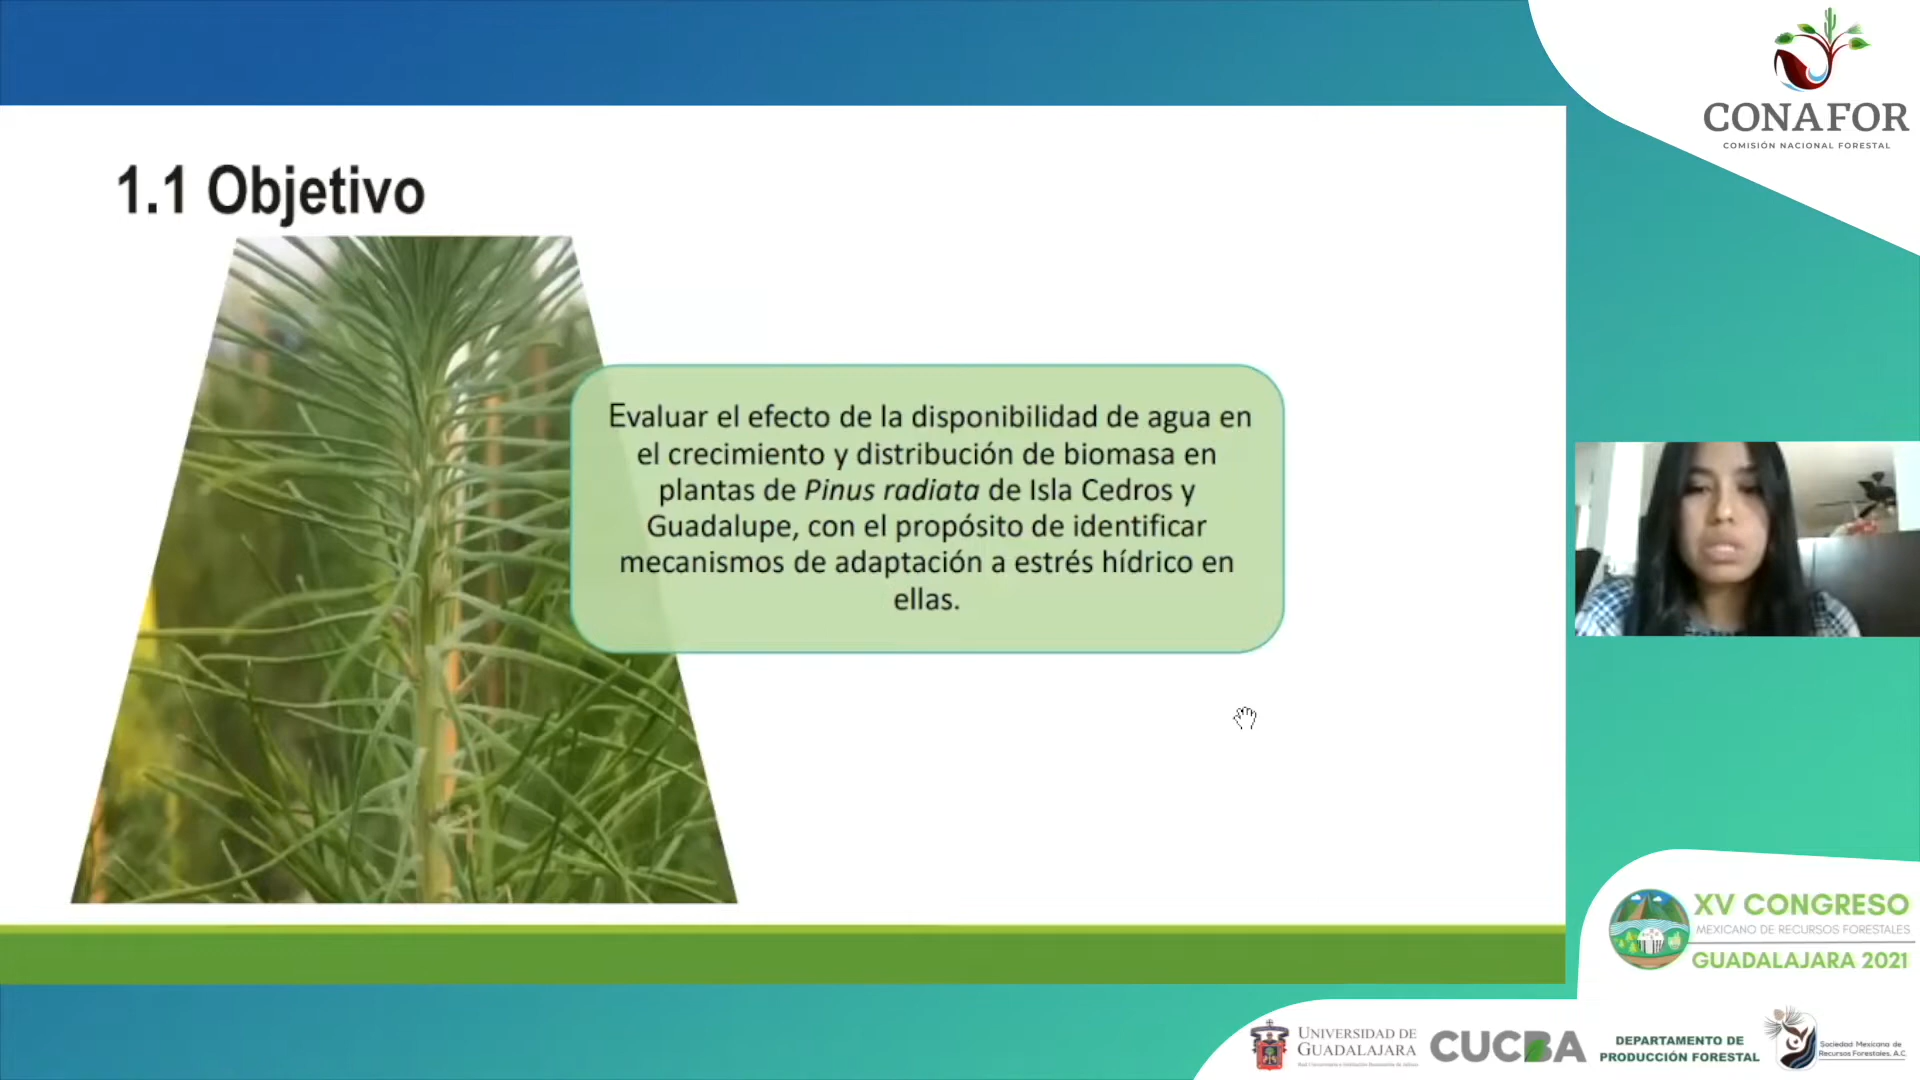 CONAFOR
COMISIÓN NACIONAL FORESTAL
1.1 Objetivo
Evaluar el efecto de la disponibilidad de agua en
el crecimiento y distribución de biomasa en
plantas de Pinus radiata de Isla Cedros y
Guadalupe, con el propósito de identificar
mecanismos de adaptación a estrés hídrico en
ellas.
XV CONGRESO
MEXICANO DE RECURSOS FORESTALES
GUADALAJARA 2021
UNIVERSIDAD DE
GUADALAJARA
CUCBA
DEPARTAMENTO DE
PRODUCCIÓN FORESTAL
Sociedad Mexicana de
Recursos Forestales, A.C.